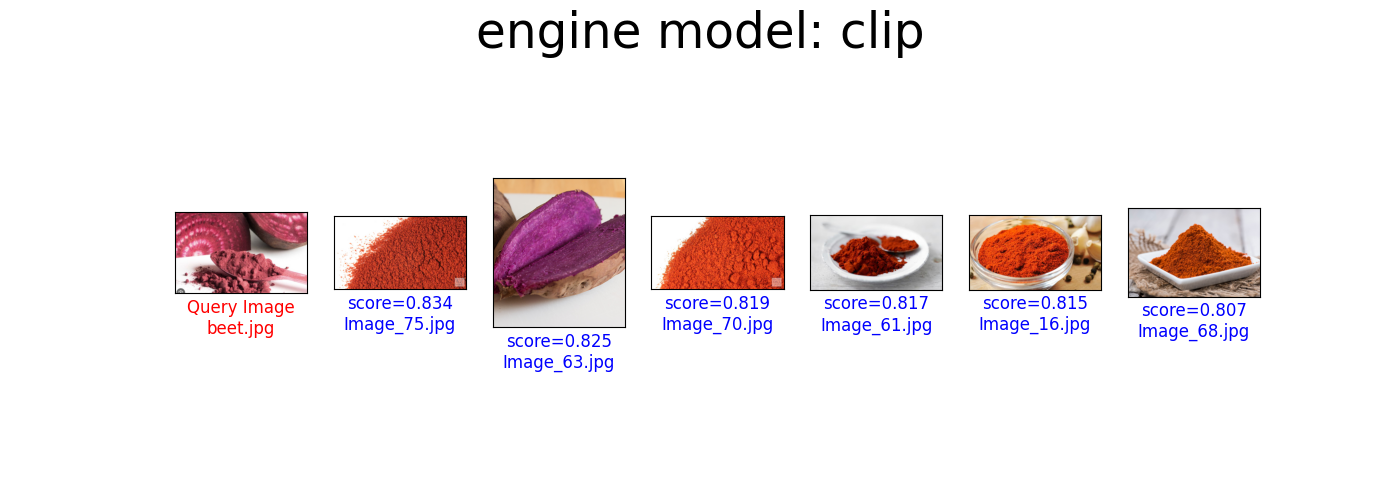 engine model: clip
Query Image
beet.jpg
score=0.834
Image_75.jpg
score=0.825
Image_63.jpg
score=0.819
Image_70.jpg
score=0.817
Image_61.jpg
score=0.815
Image_16.jpg
score=0.807
Image_68.jpg